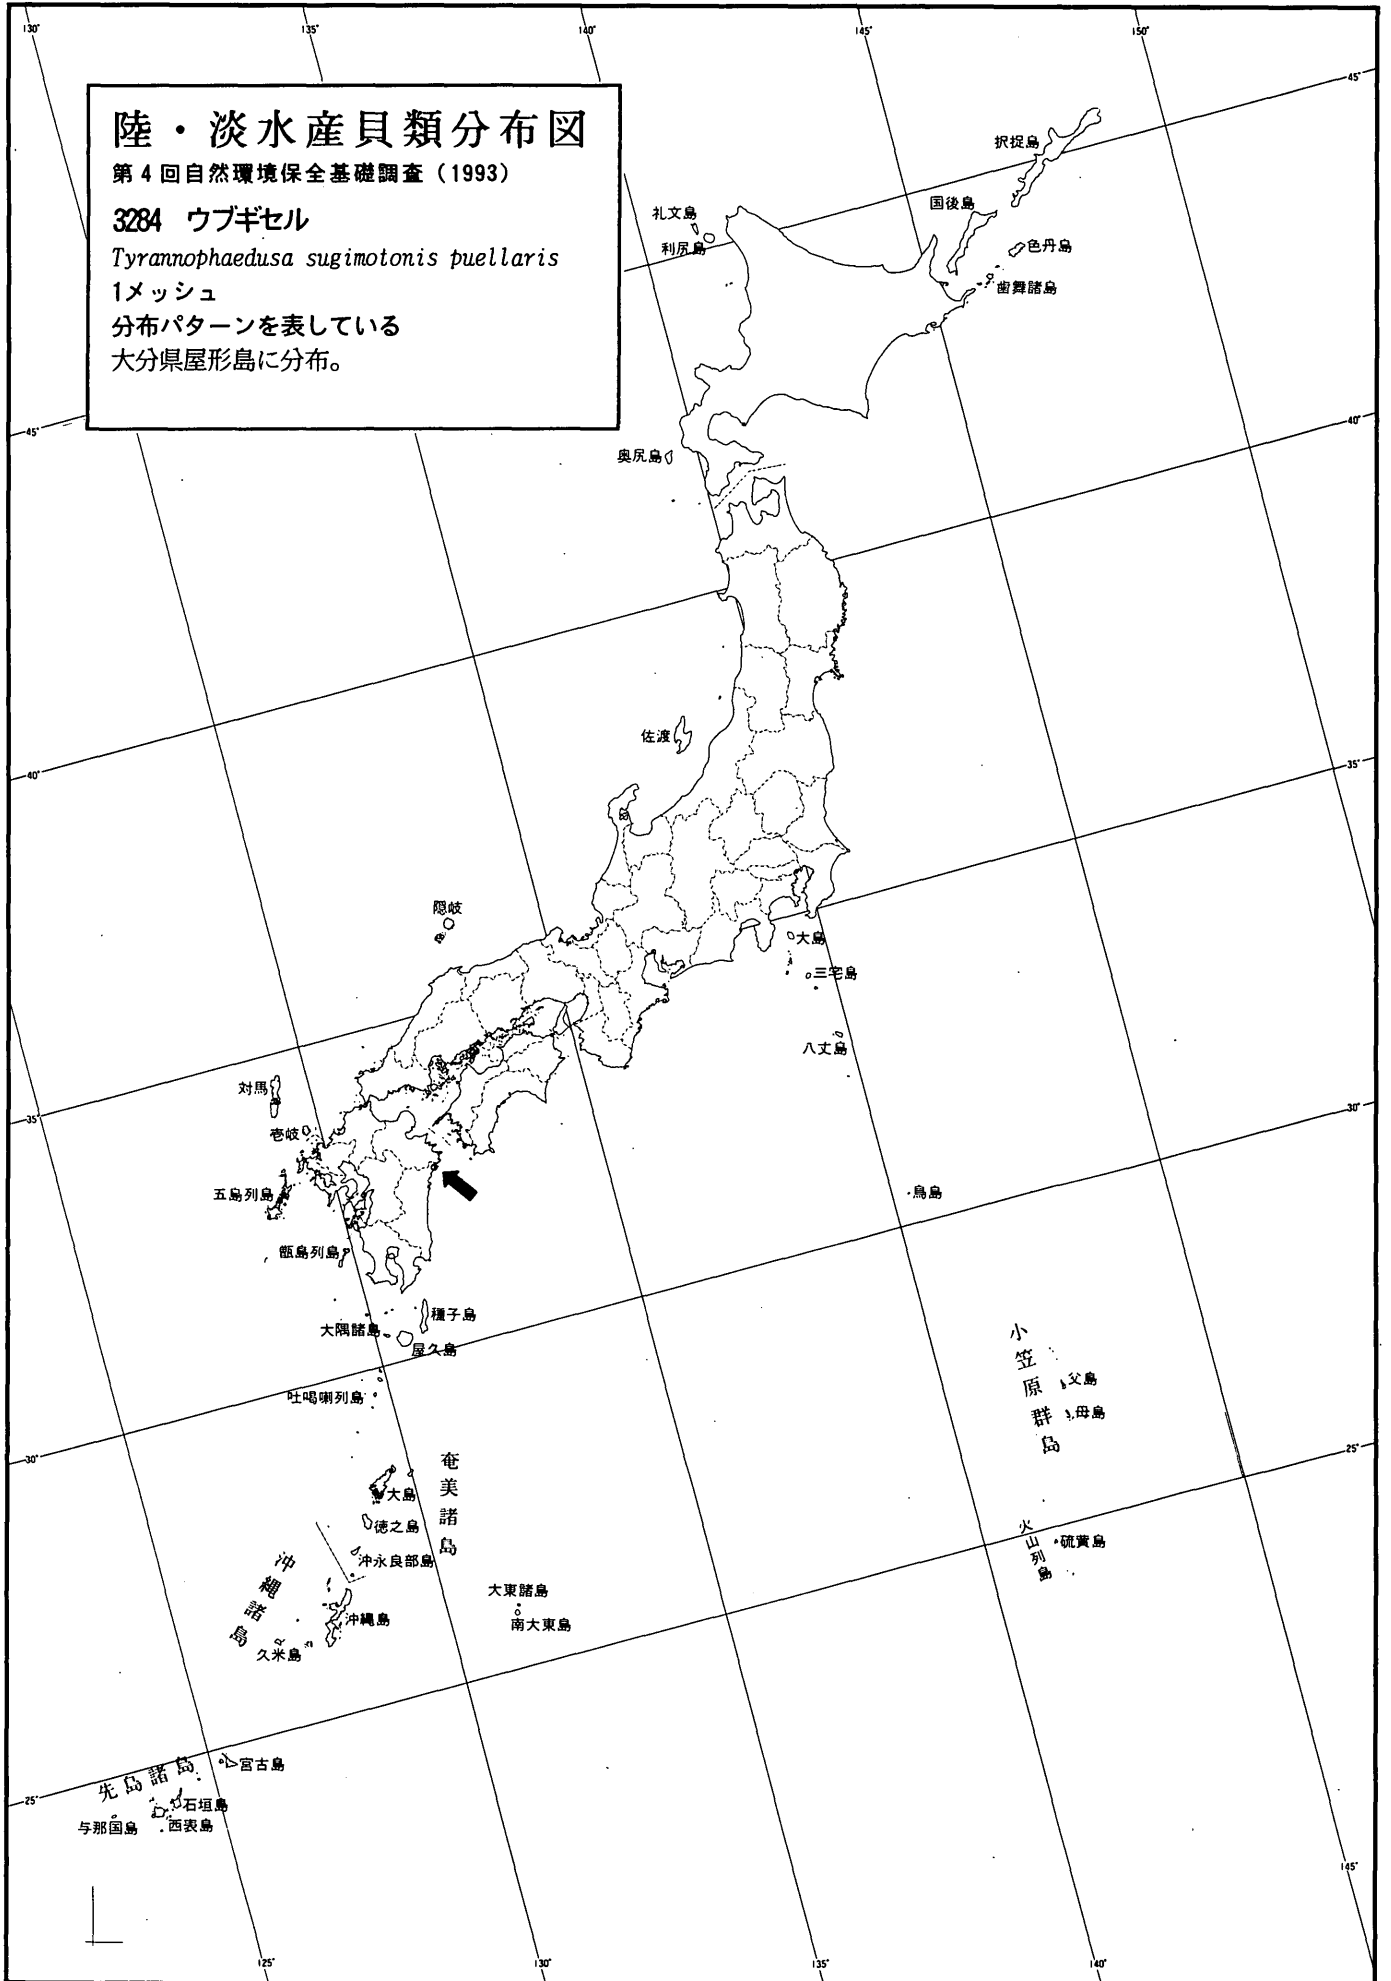 130°
135°
140°
145°
150°
陸・淡水産貝類分布図
第4回自然環境保全基礎調査（1993）
3284 ウブギセル
Tyrannophaedusa sugimotonis puellaris
1メッシュ
分布パターンを表している
大分県屋形島に分布。
45°
択捉島
国後島
礼文島
利尻島
色丹島
歯舞諸島
45°
40°
奥尻島
佐渡
40°
35°
隠岐
大島
三宅島
八丈島
対馬
35°
壱岐
30°
五島列島
鳥島
甑島列島
種子島
大隅諸島
屋久島
吐噶喇列島
小笠原群島
父島
母島
30°
25°
奄美諸島
大島
徳之島
沖永良部島
火山列島
硫黄島
沖縄諸島
沖縄島
久米島
大東諸島
南大東島
先島諸島
宮古島
25°
石垣島
与那国島
西表島
145°
125°
130°
135°
140°